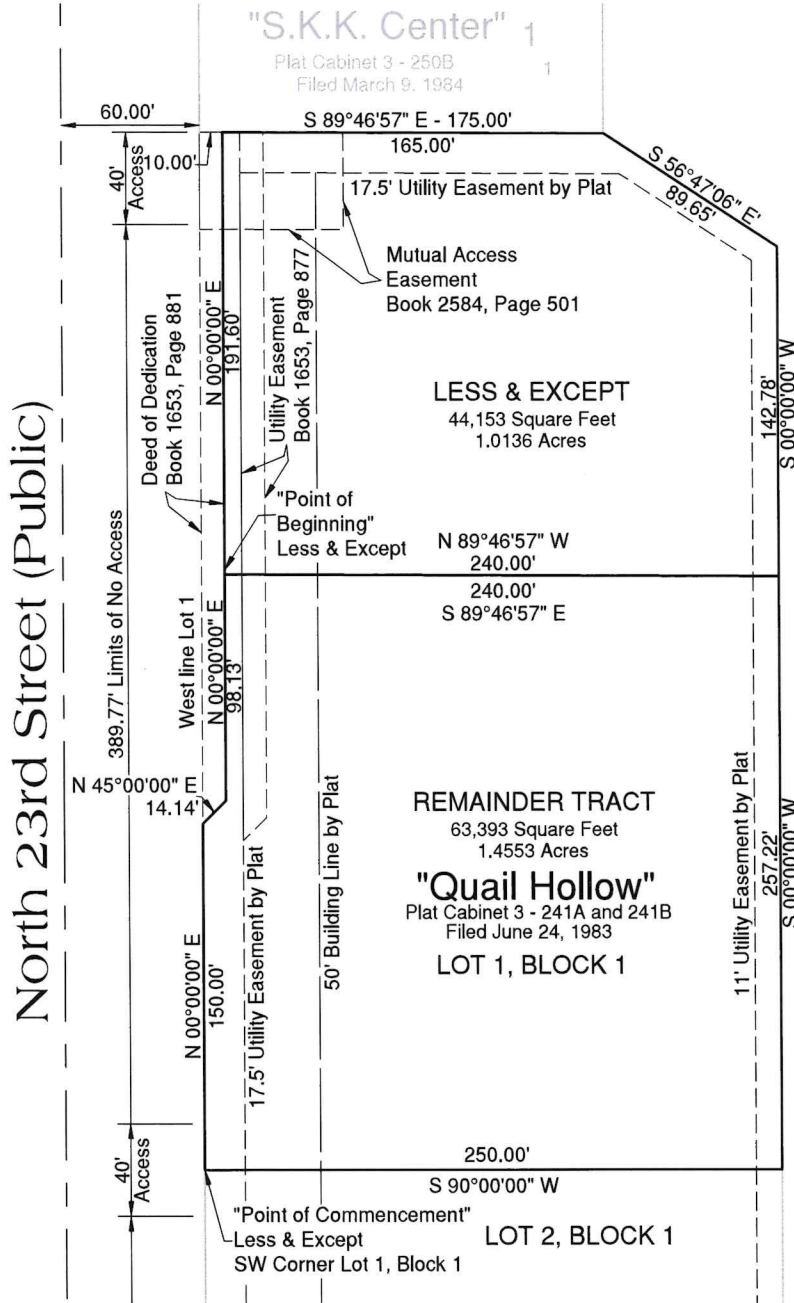 "S.K.K. Center" 1
Plat Cabinet 3 - 250B
1
Filed March 9. 1984
60.00'
S 89°46'57" E - 175.00'
165.00'
10.00'
40'
Access
S 56°47'06" E'
89.65'
17.5' Utility Easement by Plat
Mutual Access
Easement
Book 2584, Page 501
Deed of Dedication
Book 1653, Page 881
N 00°00'00" E
191.60'
Utility Easement
Book 1653, Page 877
LESS & EXCEPT
44,153 Square Feet
1.0136 Acres
142.78'
S 00°00'00" W
"Point of
Beginning"
Less & Except
N 89°46'57" W
240.00'
240.00'
S 89°46'57" E
North 23rd Street (Public)
389.77' Limits of No Access
West line Lot 1
N 00°00'00" E
98.13'
N 45°00'00" E
14.14'
REMAINDER TRACT
63,393 Square Feet
1.4553 Acres
"Quail Hollow"
Plat Cabinet 3 - 241A and 241B
Filed June 24, 1983
LOT 1, BLOCK 1
50' Building Line by Plat
17.5' Utility Easement by Plat
11' Utility Easement by Plat
257.22'
S 00°00'00" W
N 00°00'00" E
150.00'
250.00'
S 90°00'00" W
40'
Access
"Point of Commencement"
Less & Except
SW Corner Lot 1, Block 1
LOT 2, BLOCK 1